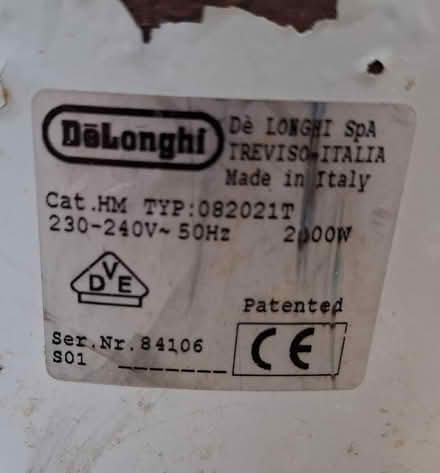 DeLonghi
Dè LONGHI SpA
TREVISO-ITALIA
Made in Italy
Cat.HM TYP:082021T
230-240V~ 50Hz 2000W
DVE
Patented
Ser.Nr.84106
S01
CE